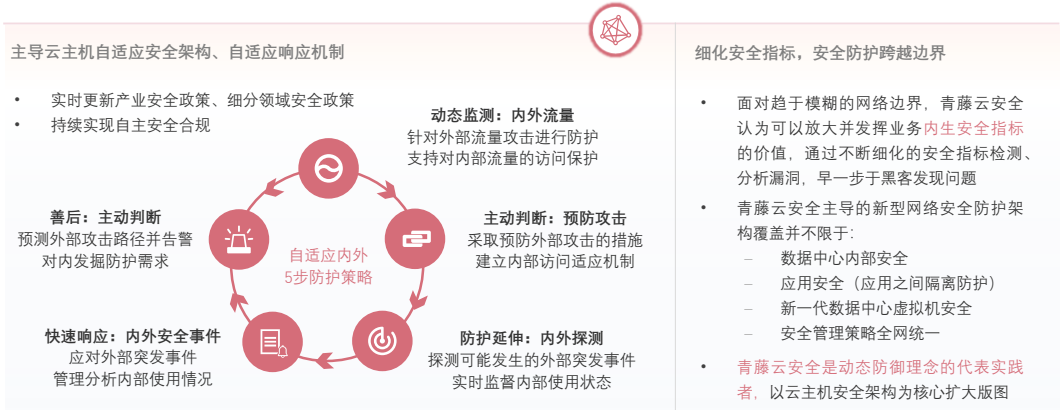 主导云主机自适应安全架构、自适应响应机制
• 实时更新产业安全政策、细分领域安全政策
• 持续实现自主安全合规
动态监测：内外流量
针对外部流量攻击进行防护
支持对内部流量的访问保护
主动判断：预防攻击
采取预防外部攻击的措施
建立内部访问适应机制
防护延伸：内外探测
探测可能发生的外部突发事件
实时监督内部使用状态
快速响应：内外安全事件
应对外部突发事件
管理分析内部使用情况
善后：主动判断
预测外部攻击路径并告警
对内发掘防护需求
自适应内外
5步防护策略
细化安全指标，安全防护跨越边界
• 面对趋于模糊的网络边界，青藤云安全
认为可以放大并发挥业务内生安全指标
的价值，通过不断细化的安全指标检测、
分析漏洞，早一步于黑客发现问题
• 青藤云安全主导的新型网络安全防护架
构覆盖并不限于：
– 数据中心内部安全
– 应用安全（应用之间隔离防护）
– 新一代数据中心虚拟机安全
– 安全管理策略全网统一
• 青藤云安全是动态防御理念的代表实践
者，以云主机安全架构为核心扩大版图